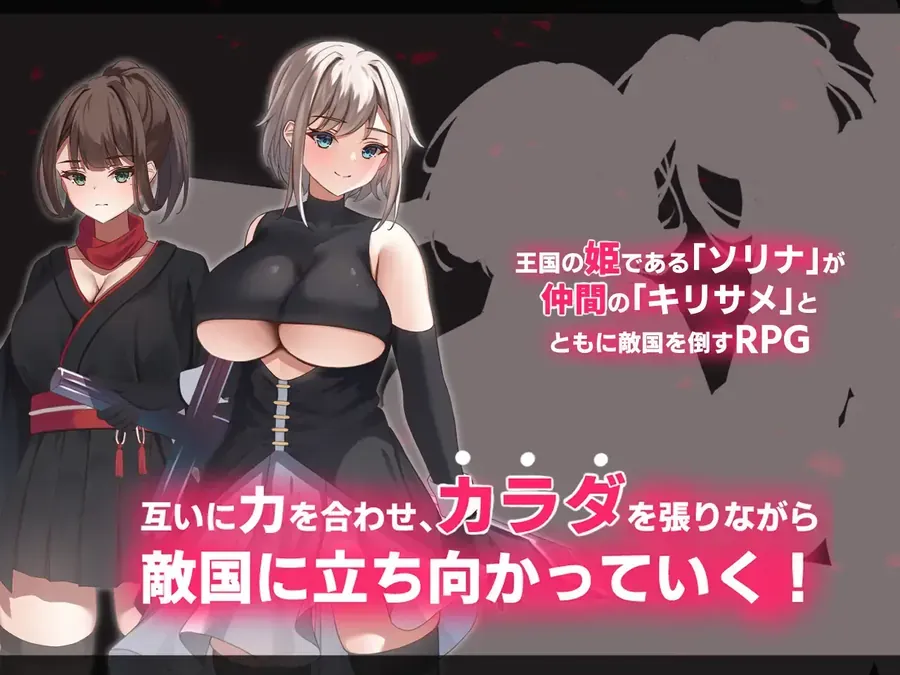 王国の姫である「ソリナ」が
仲間の「キリサメ」と
ともに敵国を倒すRPG
互いに力を合わせ、カラダを張りながら
敵国に立ち向かっていく！